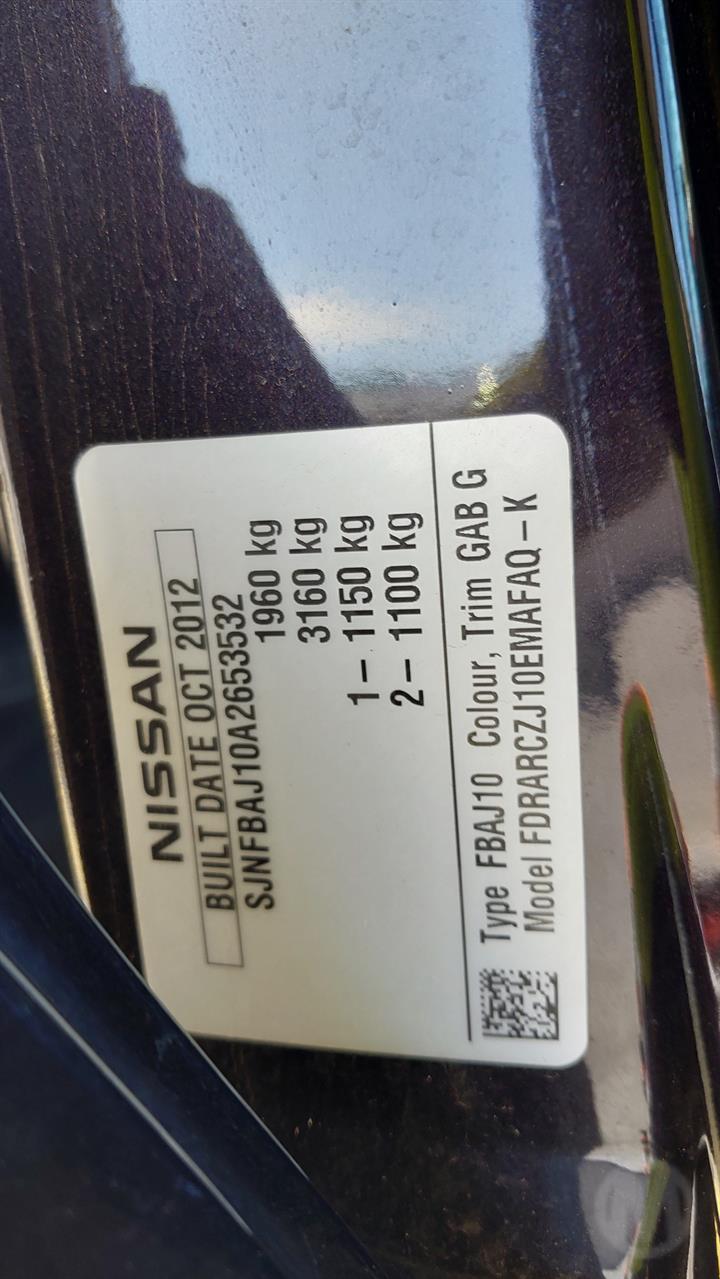 NISSAN
BUILT DATE OCT 2012
SJNFBAJ10A2653532
1960 kg
3160 kg
1– 1150 kg
2– 1100 kg
Type FBAJ10 Colour, Trim GAB G
Model FDRARCZJ10EMAFAQ – K
M